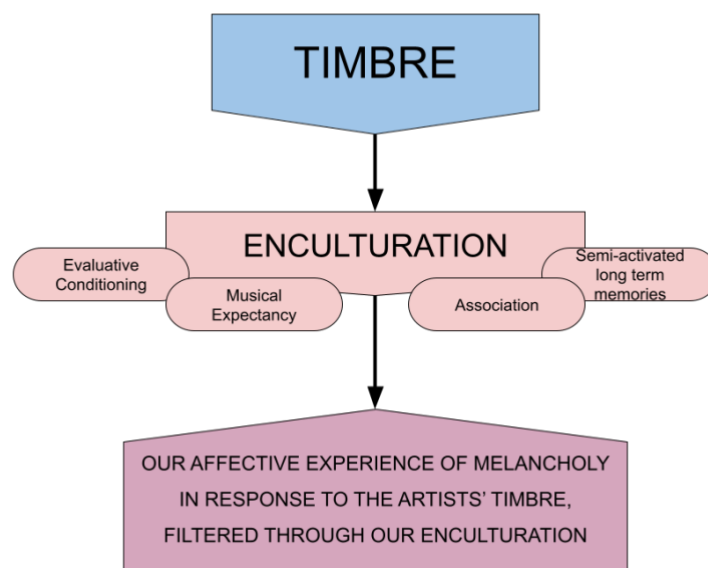 TIMBRE
ENCULTURATION
Evaluative
Conditioning
Musical
Expectancy
Association
Semi-activated
long term
memories
OUR AFFECTIVE EXPERIENCE OF MELANCHOLY
IN RESPONSE TO THE ARTISTS’ TIMBRE,
FILTERED THROUGH OUR ENCULTURATION